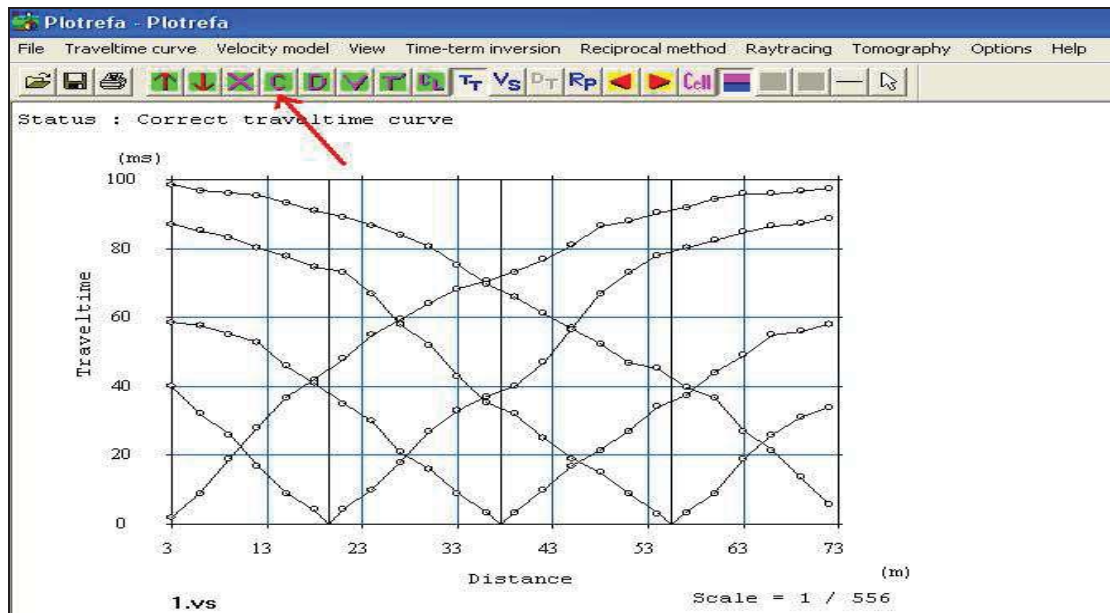 Plotrefa - Plotrefa
File Traveltime curve Velocity model View Time-term inversion Reciprocal method Raytracing Tomography Options Help
C D T CL TT VS DT RP Cell
Status : Correct traveltime curve
(ms)
100
80
60
40
20
0
Traveltime
3 13 23 33 43 53 63 73
(m)
Distance
1.vs Scale = 1 / 556